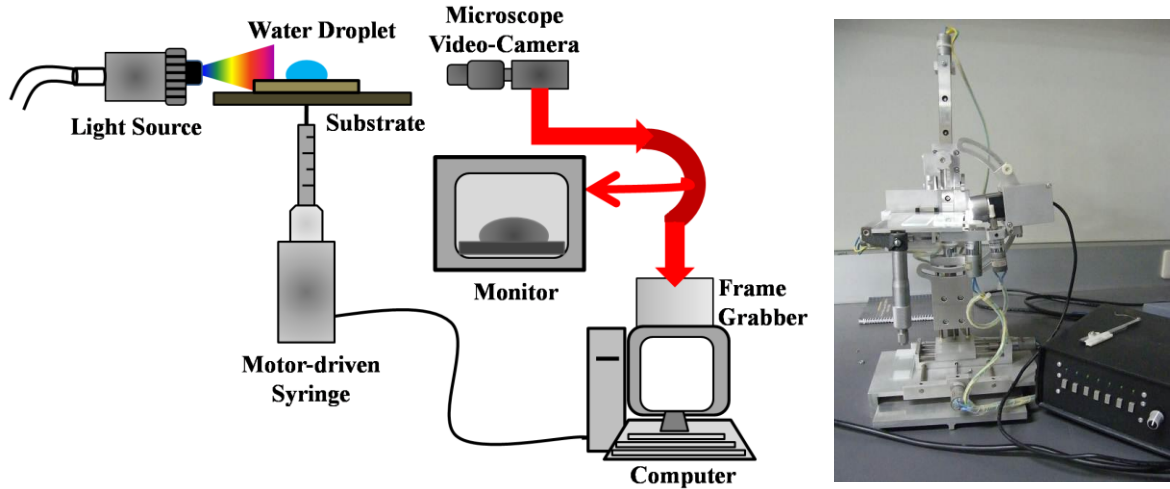 Microscope
Video-Camera
Water Droplet
Light Source
Substrate
Monitor
Frame
Grabber
Motor-driven
Syringe
Computer